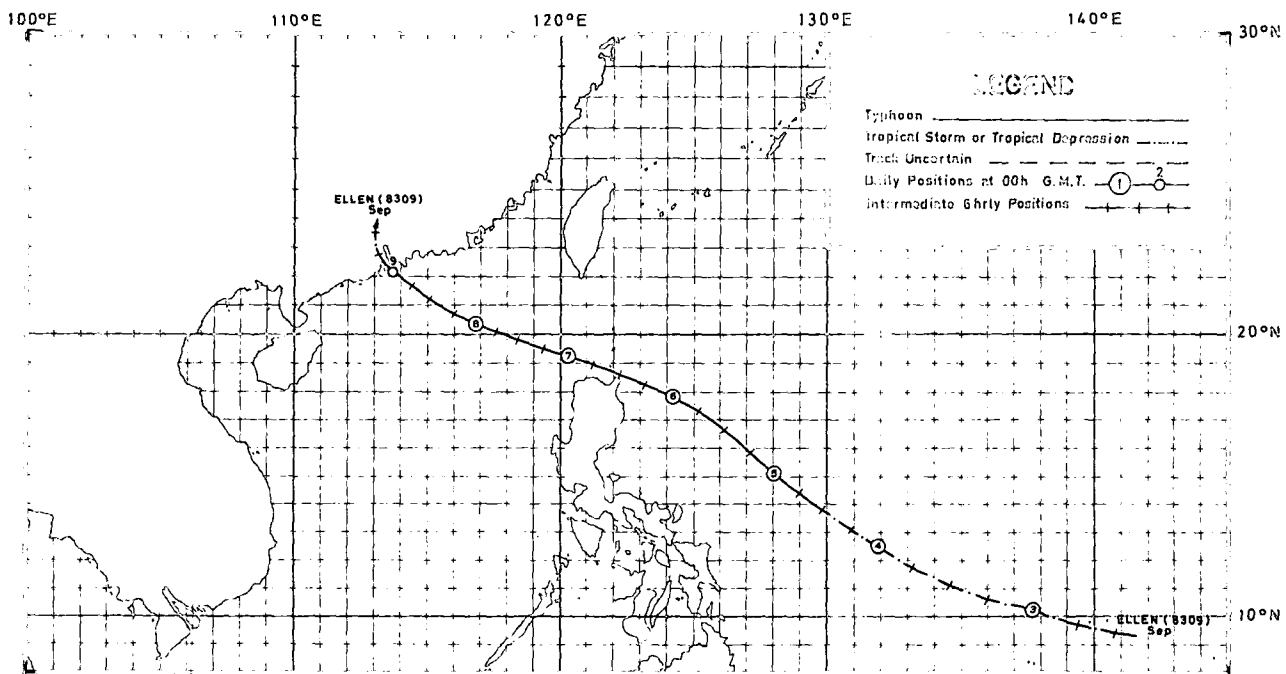 100°E 110°E 120°E 130°E 140°E
30°N
LEGEND
Typhoon
Tropical Storm or Tropical Depression
Track Uncertain
Daily Positions at 00h G.M.T. 1 2
Intermediate 6hrly Positions
ELLEN (8309)
Sep
9
8
20°N
7
6
5
4
3
10°N
ELLEN (8309)
Sep